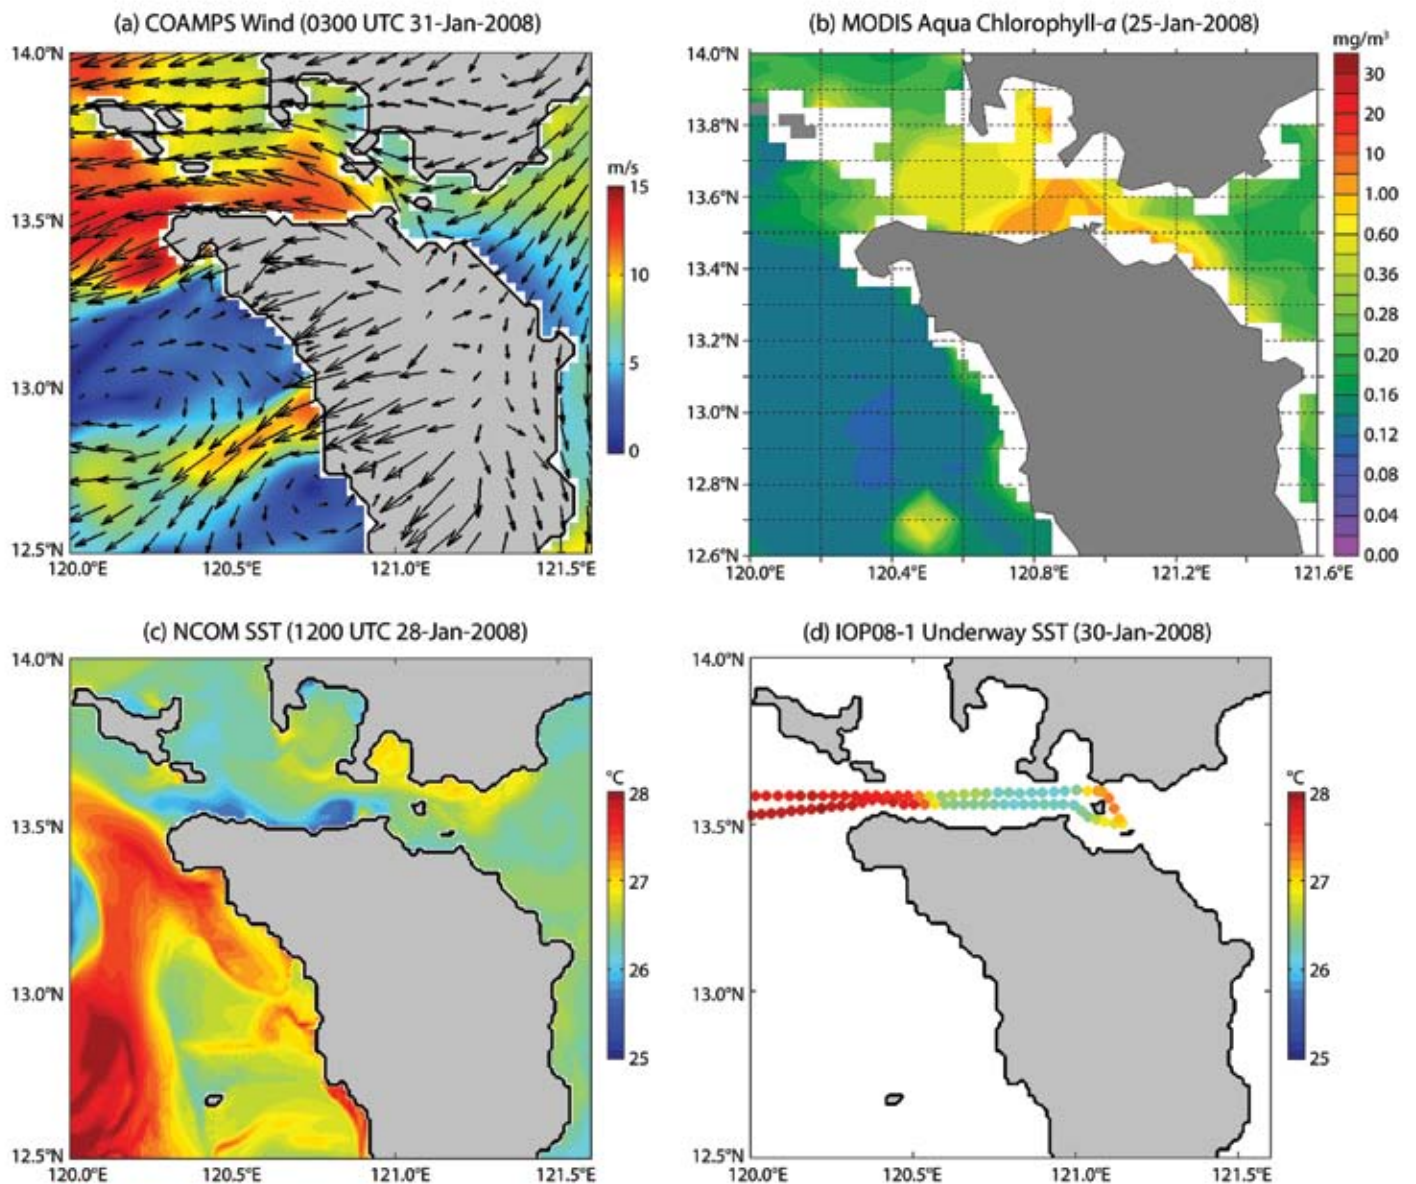 (a) COAMPS Wind (0300 UTC 31-Jan-2008)
14.0°N
13.5°N
13.0°N
12.5°N
120.0°E 120.5°E 121.0°E 121.5°E
m/s
15
10
5
0
(b) MODIS Aqua Chlorophyll-a (25-Jan-2008)
14.0°N
13.8°N
13.6°N
13.4°N
13.2°N
13.0°N
12.8°N
12.6°N
120.0°E 120.4°E 120.8°E 121.2°E 121.6°E
mg/m³
30
20
10
1.00
0.60
0.36
0.28
0.20
0.16
0.12
0.08
0.04
0.00
(c) NCOM SST (1200 UTC 28-Jan-2008)
14.0°N
13.5°N
13.0°N
12.5°N
120.0°E 120.5°E 121.0°E 121.5°E
°C
28
27
26
25
(d) IOP08-1 Underway SST (30-Jan-2008)
14.0°N
13.5°N
13.0°N
12.5°N
120.0°E 120.5°E 121.0°E 121.5°E
°C
28
27
26
25